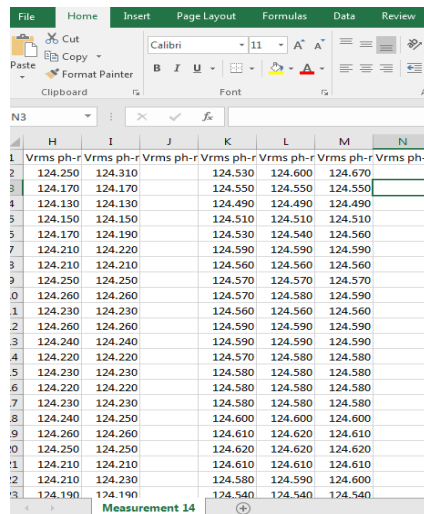 File Home Insert Page Layout Formulas Data Review
Cut
Copy
Format Painter
Paste
Calibri 11 A A
B I U A
Clipboard Font
N3 fx
H I J K L M N
1 Vrms ph-r Vrms ph-r Vrms ph-r Vrms ph-r Vrms ph-r Vrms ph-r Vrms ph-
2 124.250 124.310 124.530 124.600 124.670
3 124.170 124.170 124.550 124.550 124.550
4 124.130 124.130 124.490 124.490 124.490
5 124.150 124.150 124.510 124.510 124.510
6 124.170 124.190 124.530 124.540 124.560
7 124.210 124.220 124.590 124.590 124.590
8 124.210 124.210 124.560 124.560 124.560
9 124.250 124.250 124.570 124.570 124.570
10 124.260 124.260 124.570 124.580 124.590
11 124.230 124.230 124.560 124.560 124.560
12 124.260 124.260 124.590 124.590 124.590
13 124.240 124.240 124.590 124.590 124.590
14 124.220 124.220 124.570 124.580 124.580
15 124.230 124.230 124.580 124.580 124.580
16 124.220 124.220 124.580 124.580 124.580
17 124.230 124.230 124.580 124.580 124.580
18 124.240 124.250 124.600 124.600 124.600
19 124.260 124.260 124.610 124.620 124.610
20 124.250 124.250 124.620 124.620 124.620
21 124.210 124.210 124.610 124.610 124.610
22 124.210 124.230 124.580 124.590 124.600
23 124.190 124.190 124.540 124.540 124.540
Measurement 14